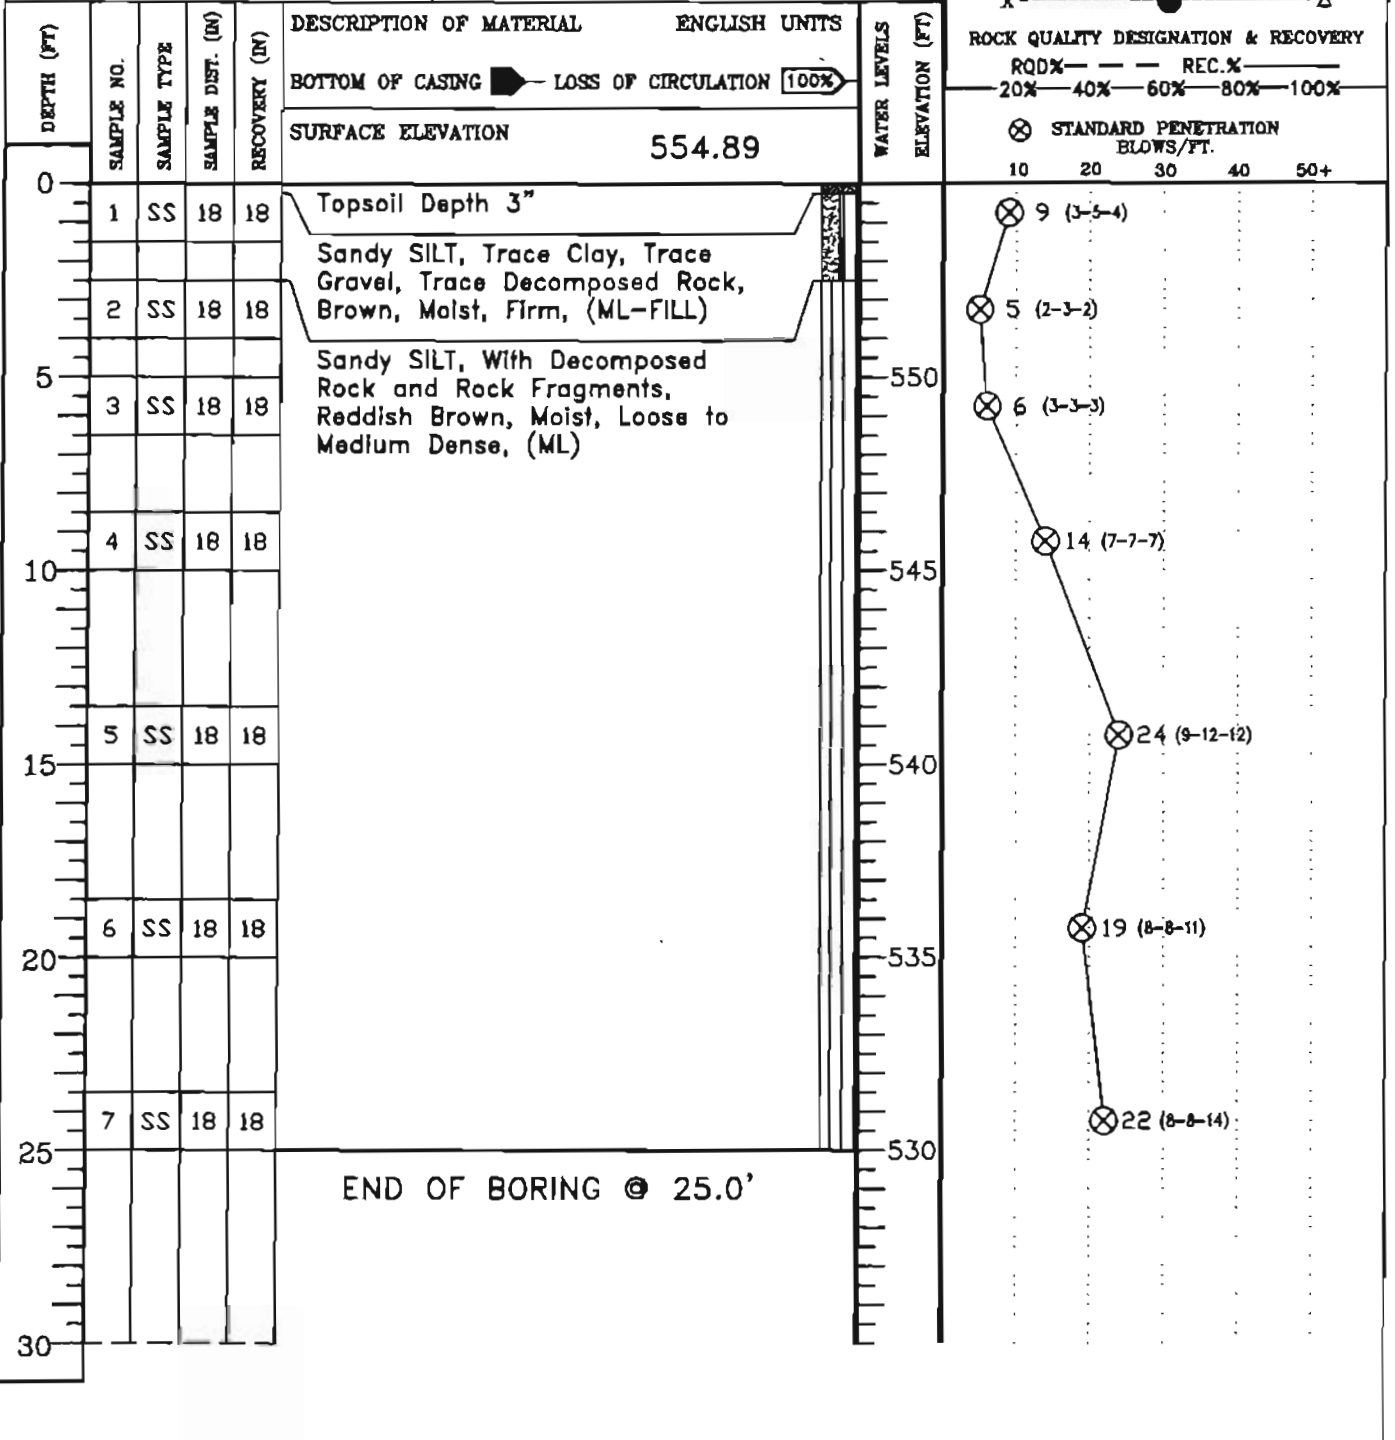 DEPTH (FT)
SAMPLE NO.
SAMPLE TYPE
SAMPLE DIST. (IN)
RECOVERY (IN)
DESCRIPTION OF MATERIAL ENGLISH UNITS
BOTTOM OF CASING LOSS OF CIRCULATION 100%
SURFACE ELEVATION 554.89
WATER LEVELS
ELEVATION (FT)
ROCK QUALITY DESIGNATION & RECOVERY
RQD% REC.%
20% 40% 60% 80% 100%
STANDARD PENETRATION
BLOWS/FT.
10 20 30 40 50+
0
1 SS 18 18 Topsoil Depth 3" 9 (3-5-4)
Sandy SILT, Trace Clay, Trace
Gravel, Trace Decomposed Rock,
2 SS 18 18 Brown, Moist, Firm, (ML-FILL) 5 (2-3-2)
Sandy SILT, With Decomposed
5 550
Rock and Rock Fragments,
3 SS 18 18 Reddish Brown, Moist, Loose to 6 (3-3-3)
Medium Dense, (ML)
4 SS 18 18 14 (7-7-7)
10 545
5 SS 18 18 24 (9-12-12)
15 540
6 SS 18 18 19 (8-8-11)
20 535
7 SS 18 18 22 (8-8-14)
25 530
END OF BORING @ 25.0'
30